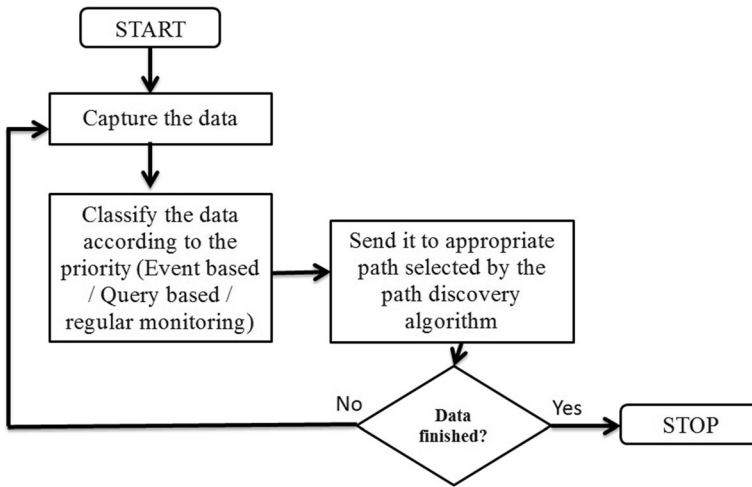 START
Capture the data
Classify the data
according to the
priority (Event based
/ Query based /
regular monitoring)
Send it to appropriate
path selected by the
path discovery
algorithm
No
Data
finished?
Yes
STOP